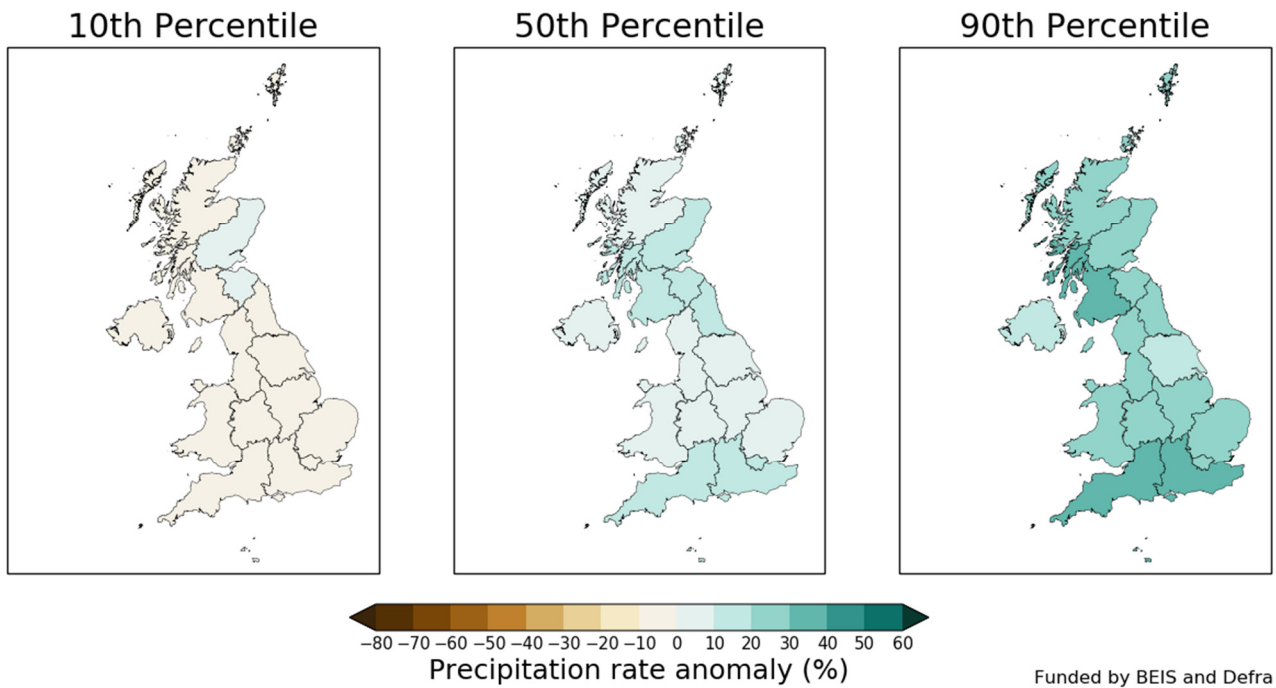 10th Percentile 50th Percentile 90th Percentile
−80 −70 −60 −50 −40 −30 −20 −10 0 10 20 30 40 50 60
Precipitation rate anomaly (%)
Funded by BEIS and Defra